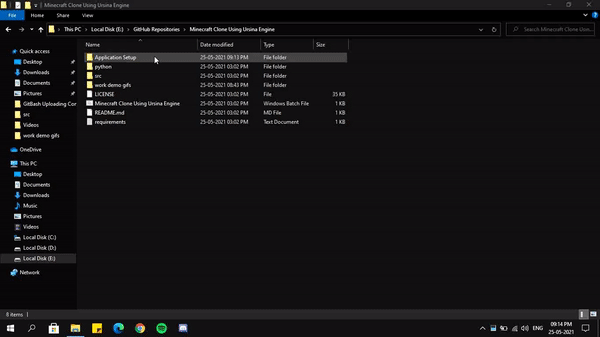 Minecraft Clone Using Ursina Engine
File Home Share View
This PC > Local Disk (E:) > GitHub Repositories > Minecraft Clone Using Ursina Engine
Search Minecraft Clone Using Ursin...
Name Date modified Type Size
Quick access
Desktop
Downloads
Documents
Pictures
GitBash Uploading Cor
src
Videos
work demo gifs
OneDrive
This PC
Desktop
Documents
Downloads
Music
Pictures
Videos
Local Disk (C:)
Local Disk (D:)
Local Disk (E:)
Network
Application Setup 25-05-2021 09:13 PM File folder
python 25-05-2021 03:02 PM File folder
src 25-05-2021 03:02 PM File folder
work demo gifs 25-05-2021 08:43 PM File folder
LICENSE 25-05-2021 03:02 PM File 35 KB
Minecraft Clone Using Ursina Engine 25-05-2021 03:02 PM Windows Batch File 1 KB
README.md 25-05-2021 03:02 PM MD File 1 KB
requirements 25-05-2021 03:02 PM Text Document 1 KB
8 items
ENG
09:14 PM
25-05-2021